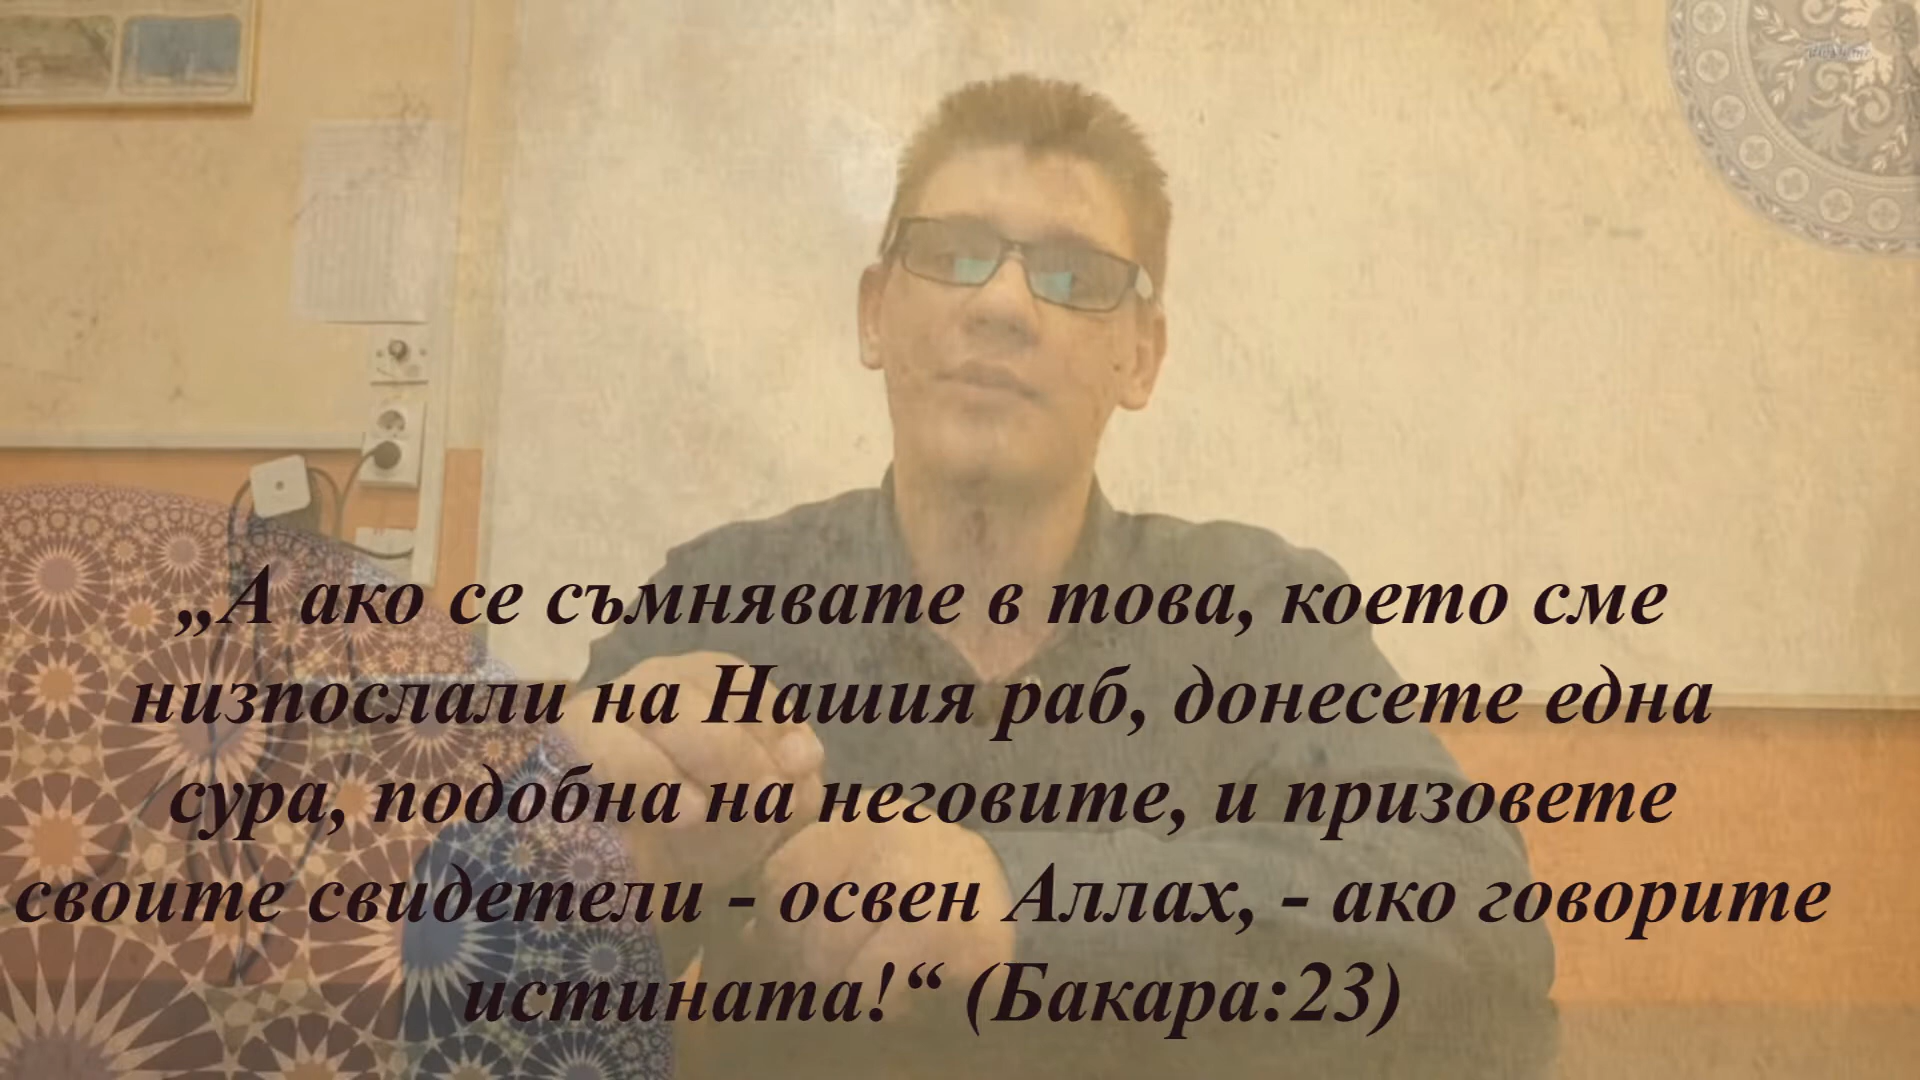 „А ако се съмнявате в това, което сме
низпослали на Нашия раб, донесете една
сура, подобна на неговите, и призовете
своите свидетели - освен Аллах, - ако говорите
истината!“ (Бакара:23)